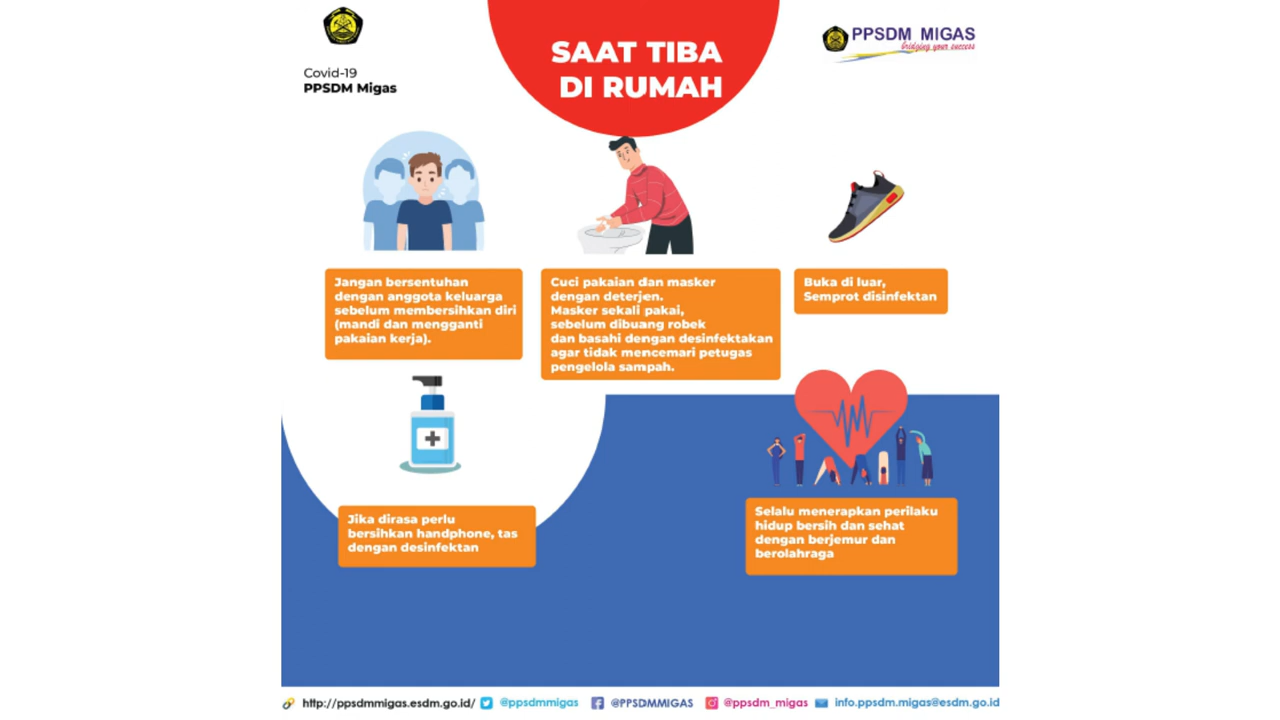 Covid-19
PPSDM Migas
SAAT TIBA
DI RUMAH
PPSDM MIGAS
bridging your success
Jangan bersentuhan
dengan anggota keluarga
sebelum membersihkan diri
(mandi dan mengganti
pakaian kerja).
Cuci pakaian dan masker
dengan deterjen.
Masker sekali pakai,
sebelum dibuang robek
dan basahi dengan desinfektakan
agar tidak mencemari petugas
pengelola sampah.
Buka di luar,
Semprot disinfektan
Jika dirasa perlu
bersihkan handphone, tas
dengan desinfektan
Selalu menerapkan perilaku
hidup bersih dan sehat
dengan berjemur dan
berolahraga
http://ppsdmmigas.esdm.go.id/ @ppsdmmigas @PPSDMMIGAS @ppsdm_migas info.ppsdm.migas@esdm.go.id